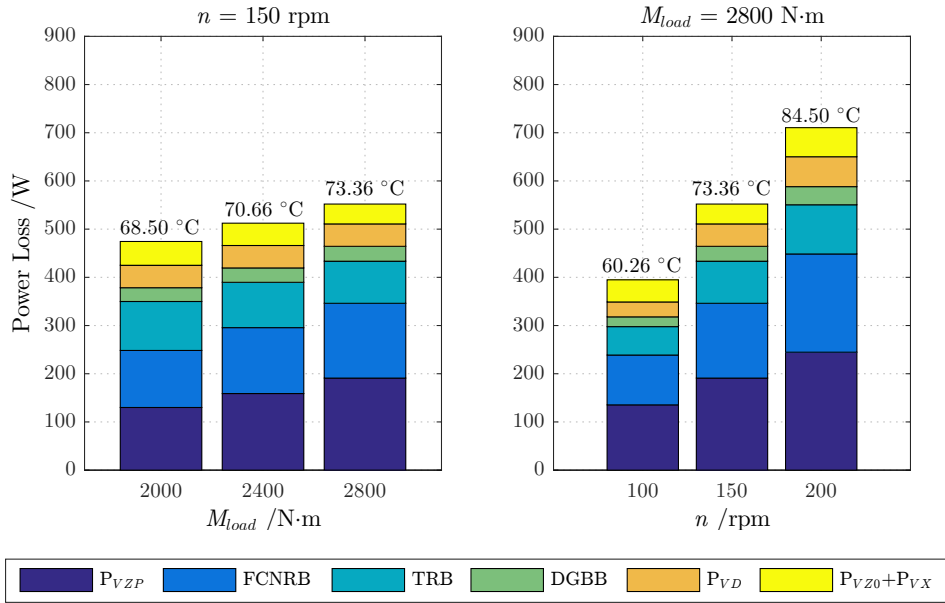 n = 150 rpm
Power Loss /W
900
800
700
600
500
400
300
200
100
0
68.50 °C
70.66 °C
73.36 °C
2000
2400
2800
M_load /N·m
M_load = 2800 N·m
900
800
700
600
500
400
300
200
100
0
60.26 °C
73.36 °C
84.50 °C
100
150
200
n /rpm
P_VZP FCNRB TRB DGBB P_VD P_VZ0+P_VX